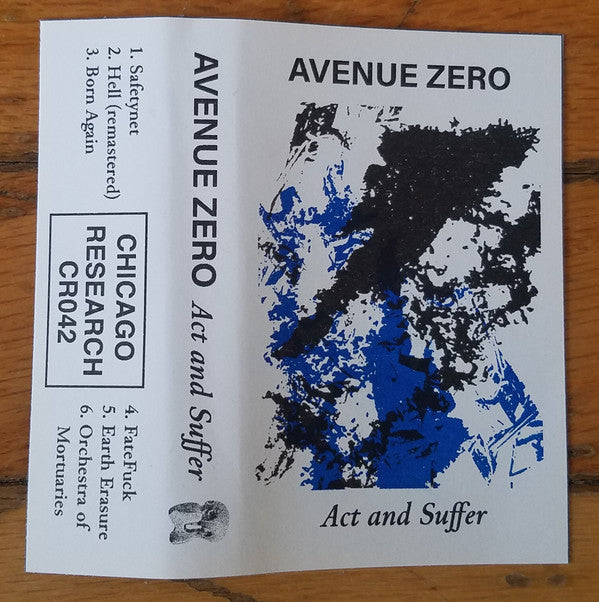 AVENUE ZERO
Act and Suffer
AVENUE ZERO Act and Suffer
1. Safetynet
2. Hell (remastered)
3. Born Again
CHICAGO
RESEARCH
CR042
4. FateFuck
5. Earth Erasure
6. Orchestra of
Mortuaries